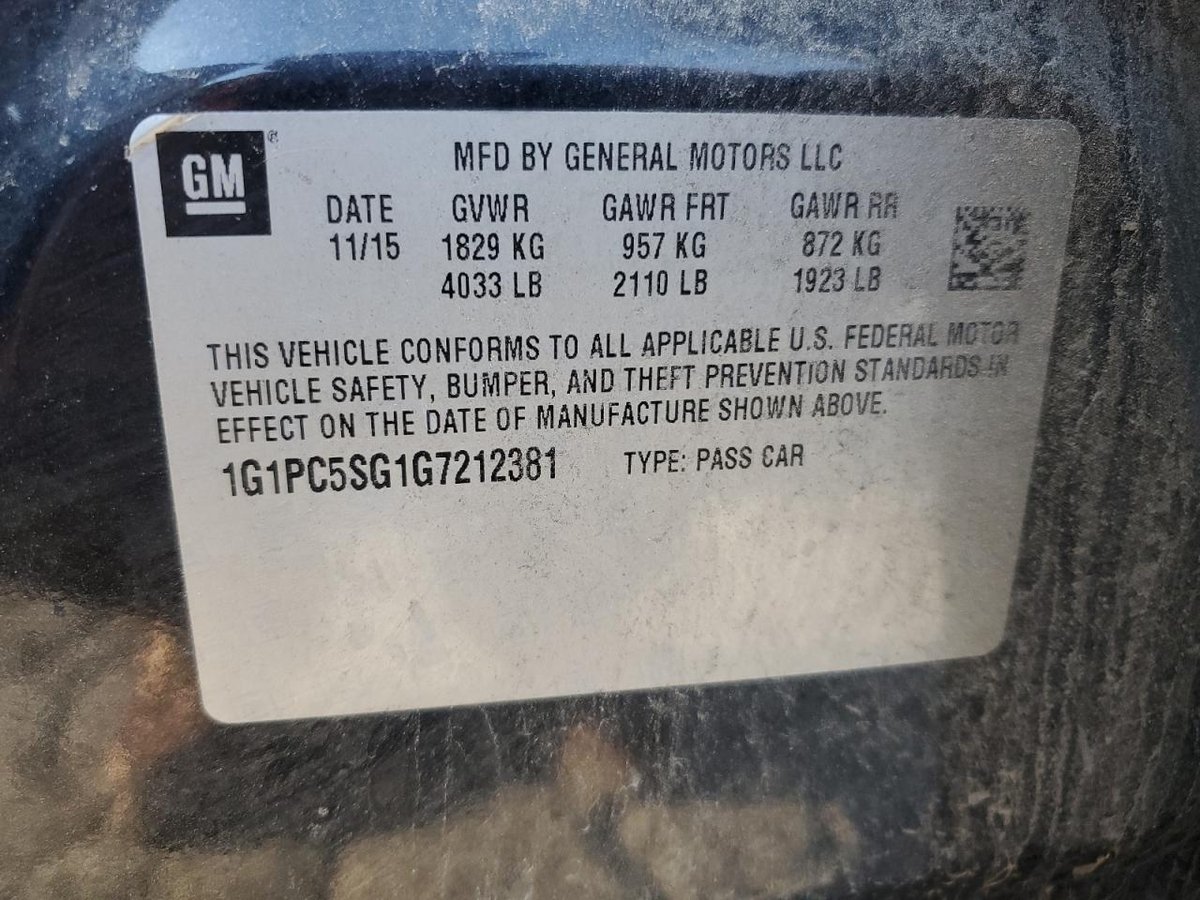 GM®
MFD BY GENERAL MOTORS LLC
DATE GVWR GAWR FRT GAWR RR
11/15 1829 KG 957 KG 872 KG
4033 LB 2110 LB 1923 LB
THIS VEHICLE CONFORMS TO ALL APPLICABLE U.S. FEDERAL MOTOR
VEHICLE SAFETY, BUMPER, AND THEFT PREVENTION STANDARDS IN
EFFECT ON THE DATE OF MANUFACTURE SHOWN ABOVE.
1G1PC5SG1G7212381 TYPE: PASS CAR